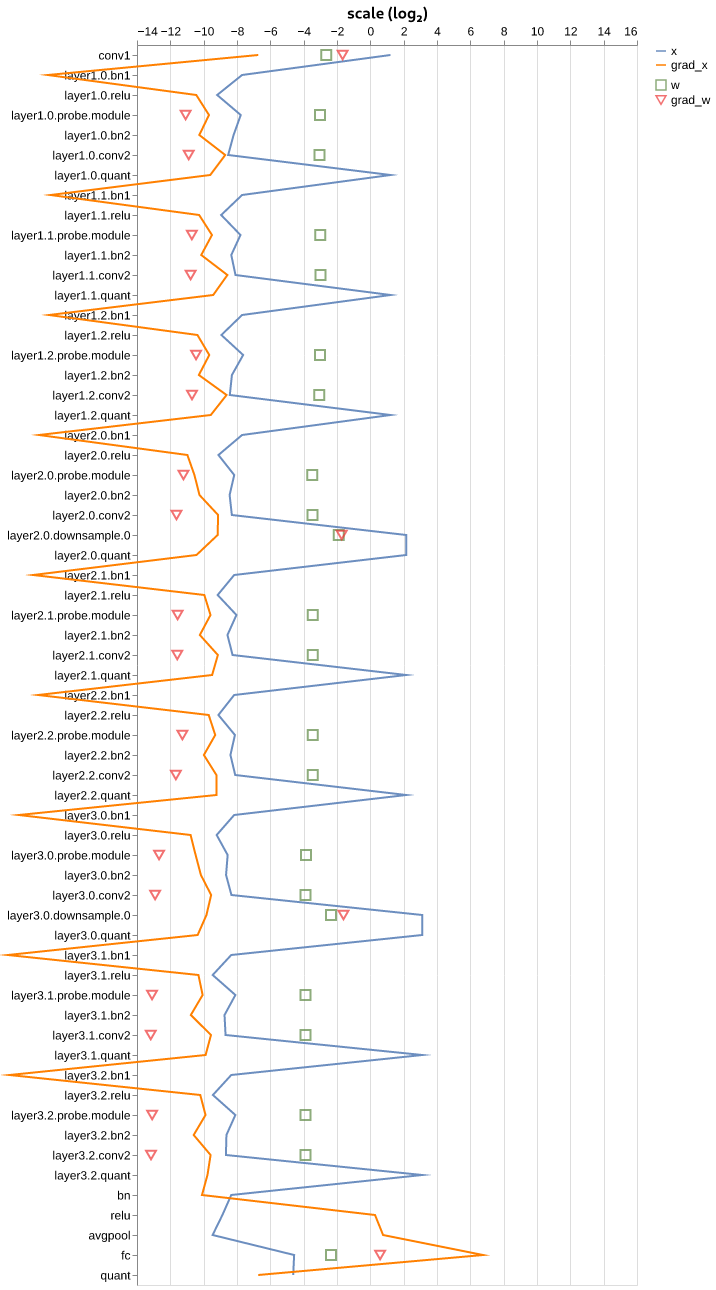 scale (log₂)
−14 −12 −10 −8 −6 −4 −2 0 2 4 6 8 10 12 14 16
x
grad_x
w
grad_w
conv1
layer1.0.bn1
layer1.0.relu
layer1.0.probe.module
layer1.0.bn2
layer1.0.conv2
layer1.0.quant
layer1.1.bn1
layer1.1.relu
layer1.1.probe.module
layer1.1.bn2
layer1.1.conv2
layer1.1.quant
layer1.2.bn1
layer1.2.relu
layer1.2.probe.module
layer1.2.bn2
layer1.2.conv2
layer1.2.quant
layer2.0.bn1
layer2.0.relu
layer2.0.probe.module
layer2.0.bn2
layer2.0.conv2
layer2.0.downsample.0
layer2.0.quant
layer2.1.bn1
layer2.1.relu
layer2.1.probe.module
layer2.1.bn2
layer2.1.conv2
layer2.1.quant
layer2.2.bn1
layer2.2.relu
layer2.2.probe.module
layer2.2.bn2
layer2.2.conv2
layer2.2.quant
layer3.0.bn1
layer3.0.relu
layer3.0.probe.module
layer3.0.bn2
layer3.0.conv2
layer3.0.downsample.0
layer3.0.quant
layer3.1.bn1
layer3.1.relu
layer3.1.probe.module
layer3.1.bn2
layer3.1.conv2
layer3.1.quant
layer3.2.bn1
layer3.2.relu
layer3.2.probe.module
layer3.2.bn2
layer3.2.conv2
layer3.2.quant
bn
relu
avgpool
fc
quant